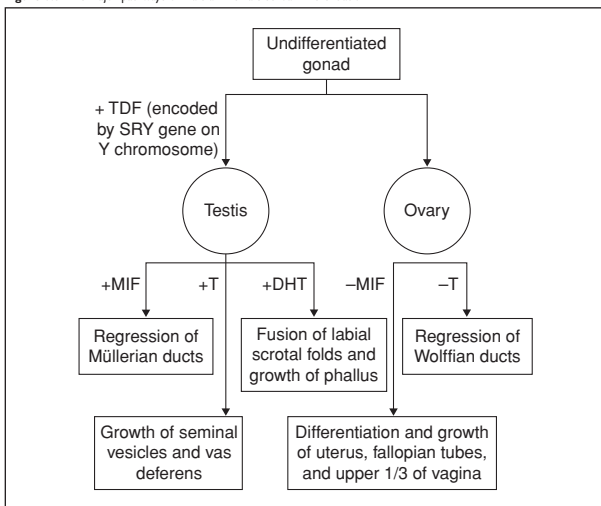 Undifferentiated
gonad
+ TDF (encoded
by SRY gene on
Y chromosome)
Testis
Ovary
+MIF
+T
+DHT
–MIF
–T
Regression of
Müllerian ducts
Fusion of labial
scrotal folds and
growth of phallus
Regression of
Wolffian ducts
Growth of seminal
vesicles and vas
deferens
Differentiation and growth
of uterus, fallopian tubes,
and upper 1/3 of vagina